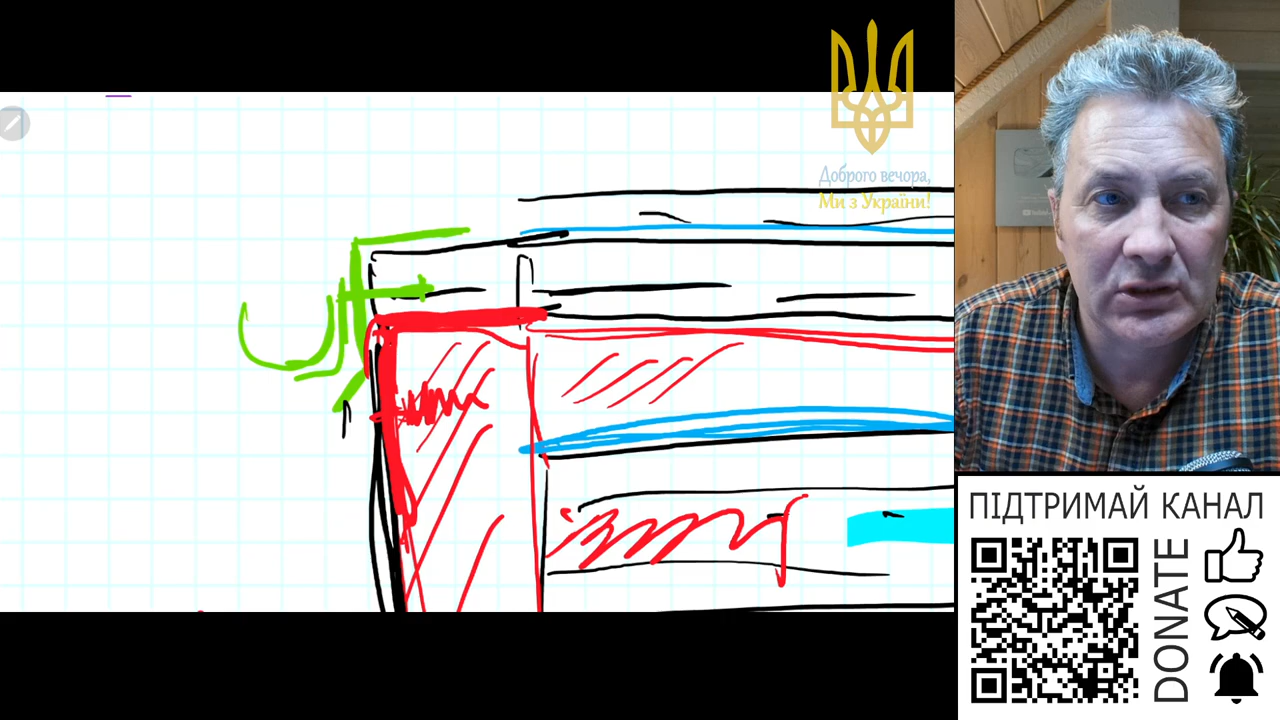 Доброго вечора,
Ми з України!
ПІДТРИМАЙ КАНАЛ
DONATE